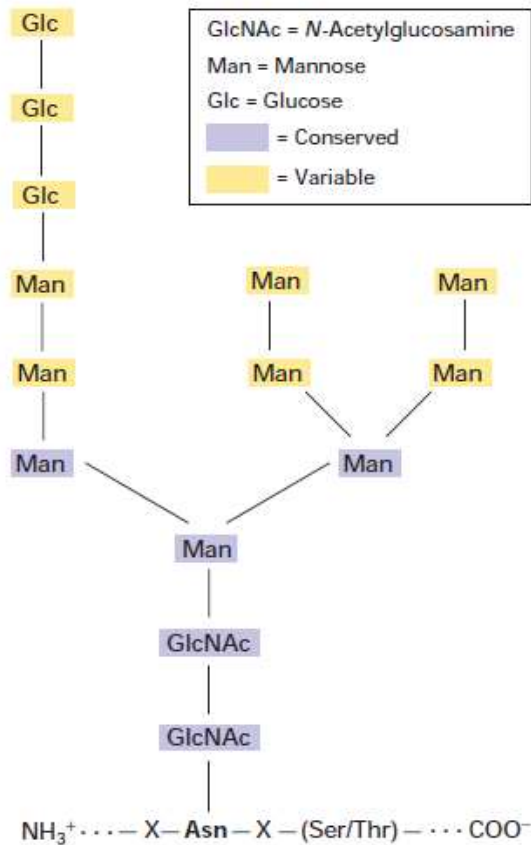 Glc
GlcNAc = N-Acetylglucosamine
Man = Mannose
Glc = Glucose
= Conserved
= Variable
Glc
Glc
Man Man Man
Man Man Man
Man Man
Man
GlcNAc
GlcNAc
NH₃⁺ · · · — X — Asn — X — (Ser/Thr) — · · · COO⁻